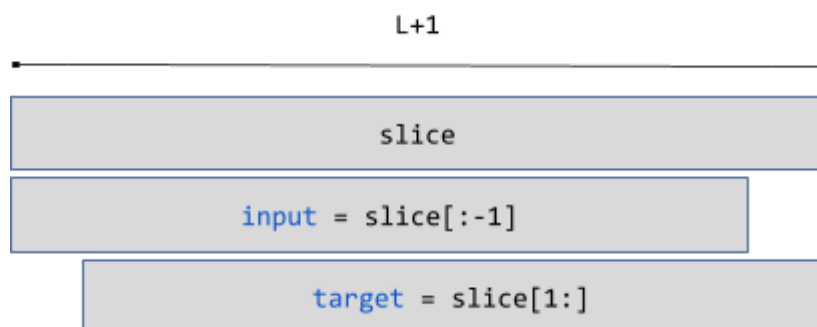 L+1
slice
input = slice[:-1]
target = slice[1:]